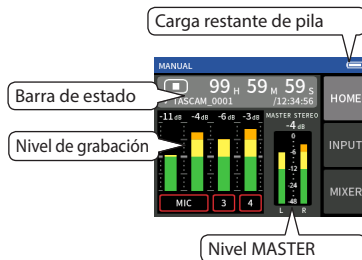 Carga restante de pila
MANUAL
99 H 59 M 59 S
TASCAM_0001 /12:34:56
Barra de estado
HOME
-11 dB -4 dB -6 dB -3 dB MASTER STEREO
-4 dB
0
Nivel de grabación
-6
INPUT
-12
-24
MIXER
-48
MIC 3 4 L R
Nivel MASTER